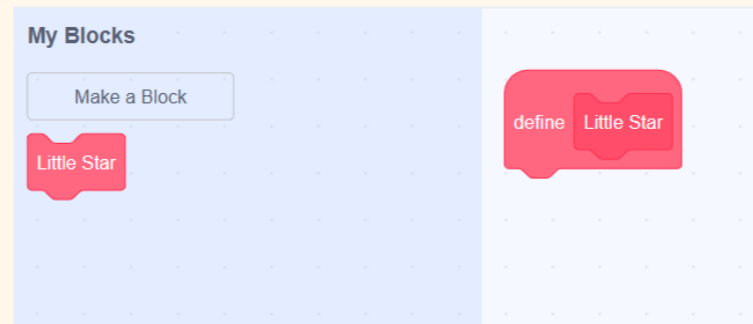 My Blocks
Make a Block
Little Star
define Little Star